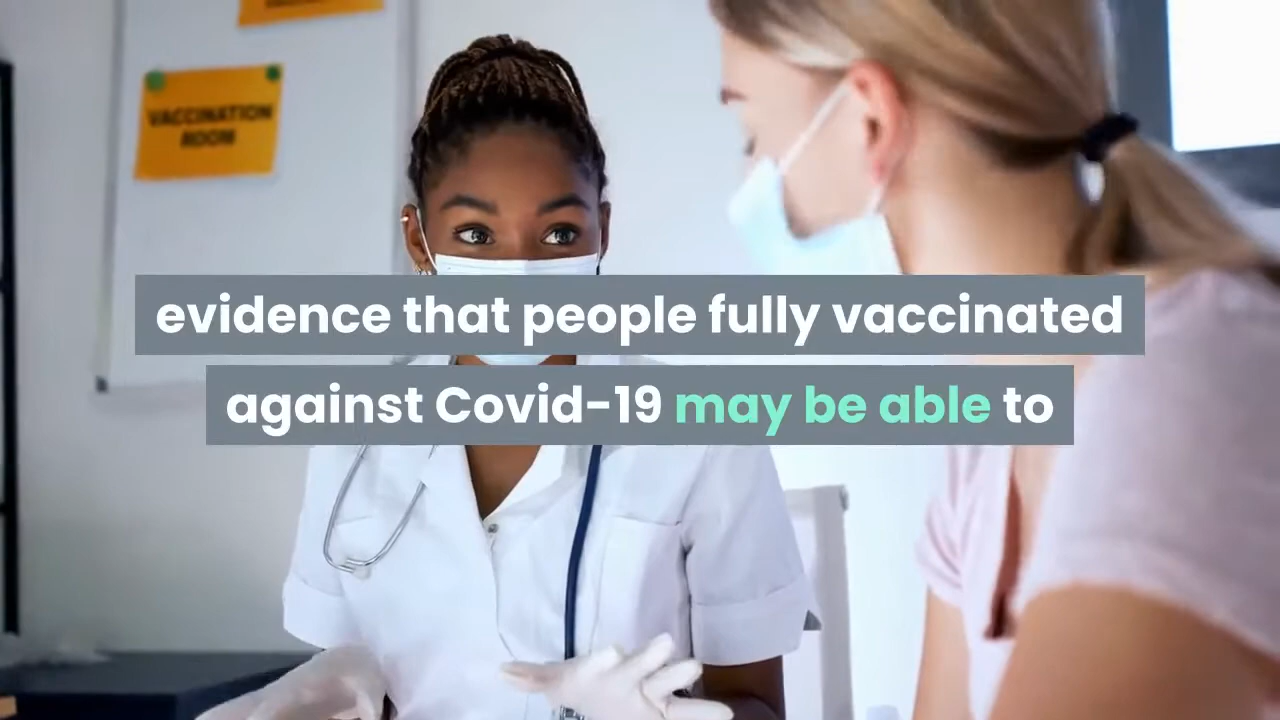 VACCINATION
ROOM
evidence that people fully vaccinated
against Covid-19 may be able to